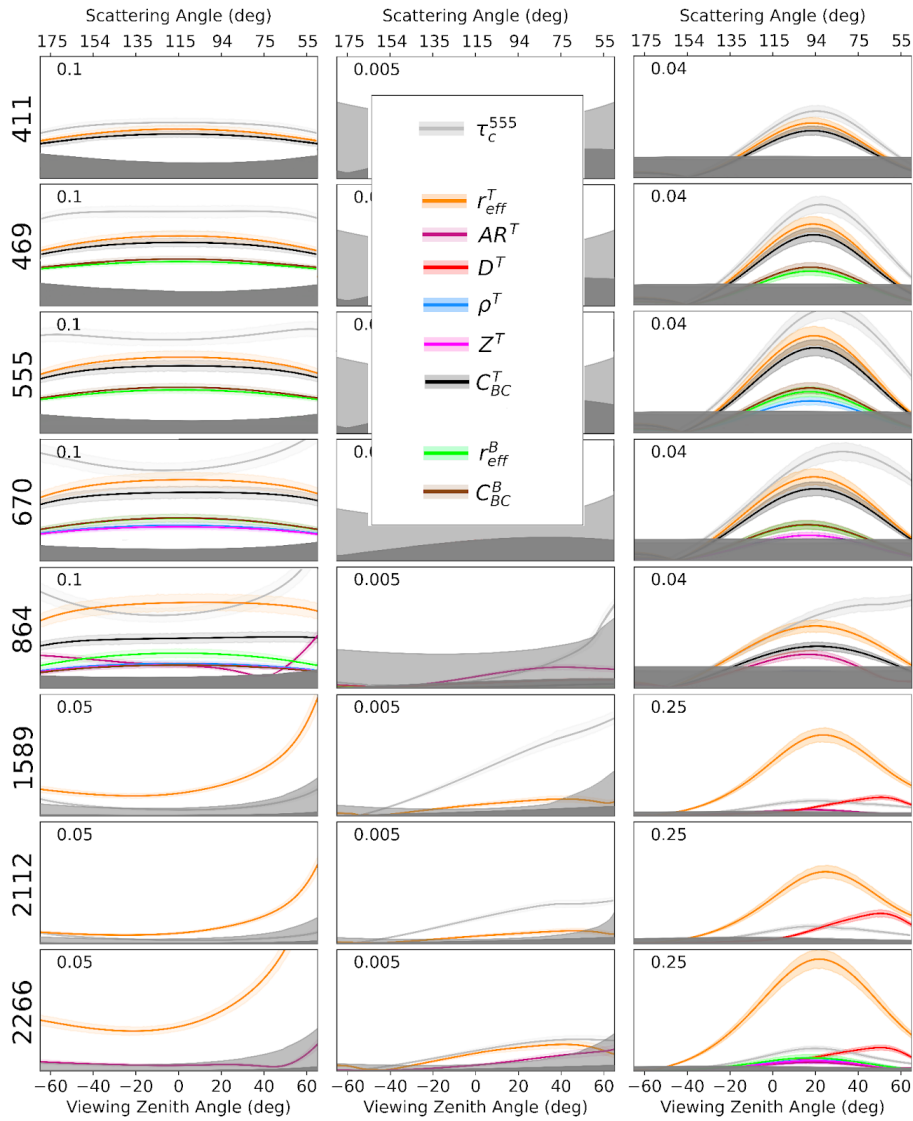 Scattering Angle (deg) Scattering Angle (deg) Scattering Angle (deg)
175 154 135 115 94 75 55 175 154 135 115 94 75 55 175 154 135 115 94 75 55
411 0.1 0.005 0.04
469 0.1 0.04
555 0.1 0.04
670 0.1 0.04
864 0.1 0.005 0.04
1589 0.05 0.005 0.25
2112 0.05 0.005 0.25
2266 0.05 0.005 0.25
τ_c^555
r_eff^T
AR^T
D^T
ρ^T
Z^T
C_BC^T
r_eff^B
C_BC^B
−60 −40 −20 0 20 40 60 −60 −40 −20 0 20 40 60 −60 −40 −20 0 20 40 60
Viewing Zenith Angle (deg) Viewing Zenith Angle (deg) Viewing Zenith Angle (deg)